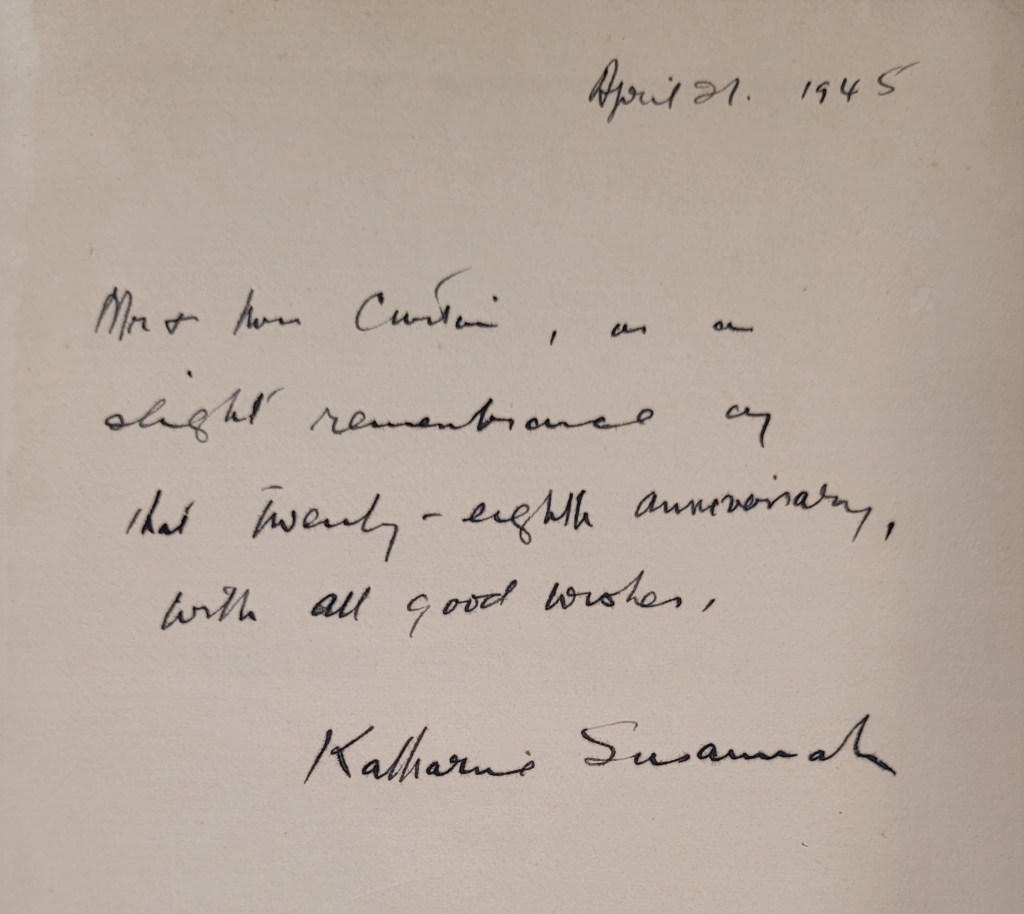 April 21. 1945
Mr & Mrs Curtin, as a
slight remembrance of
that twenty-eighth anniversary,
with all good wishes,
Katharine Susannah